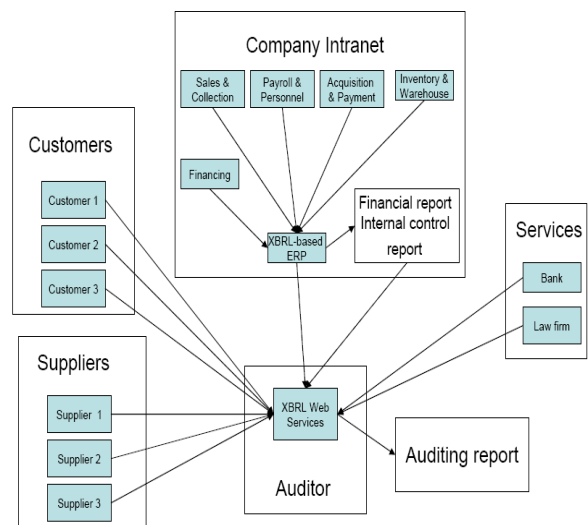 Company Intranet
Sales &
Collection
Payroll &
Personnel
Acquisition
& Payment
Inventory &
Warehouse
Customers
Customer 1
Customer 2
Customer 3
Financing
XBRL-based
ERP
Financial report
Internal control
report
Services
Bank
Law firm
Suppliers
Supplier 1
Supplier 2
Supplier 3
XBRL Web
Services
Auditor
Auditing report